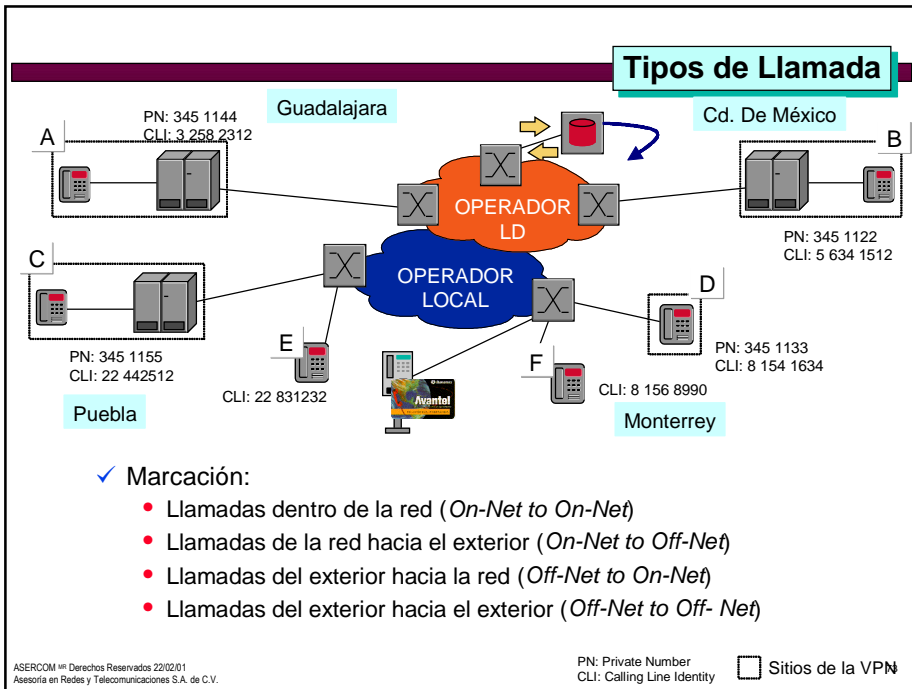 Tipos de Llamada
Guadalajara
Cd. De México
PN: 345 1144
CLI: 3 258 2312
A
B
OPERADOR
LD
PN: 345 1122
CLI: 5 634 1512
C
OPERADOR
LOCAL
D
E
F
PN: 345 1155
CLI: 22 442512
PN: 345 1133
CLI: 8 154 1634
CLI: 22 831232
Avantel
CLI: 8 156 8990
Puebla
Monterrey
✓ Marcación:
• Llamadas dentro de la red (On-Net to On-Net)
• Llamadas de la red hacia el exterior (On-Net to Off-Net)
• Llamadas del exterior hacia la red (Off-Net to On-Net)
• Llamadas del exterior hacia el exterior (Off-Net to Off- Net)
ASERCOM MR Derechos Reservados 22/02/01
Asesoría en Redes y Telecomunicaciones S.A. de C.V.
PN: Private Number
CLI: Calling Line Identity
Sitios de la VPN